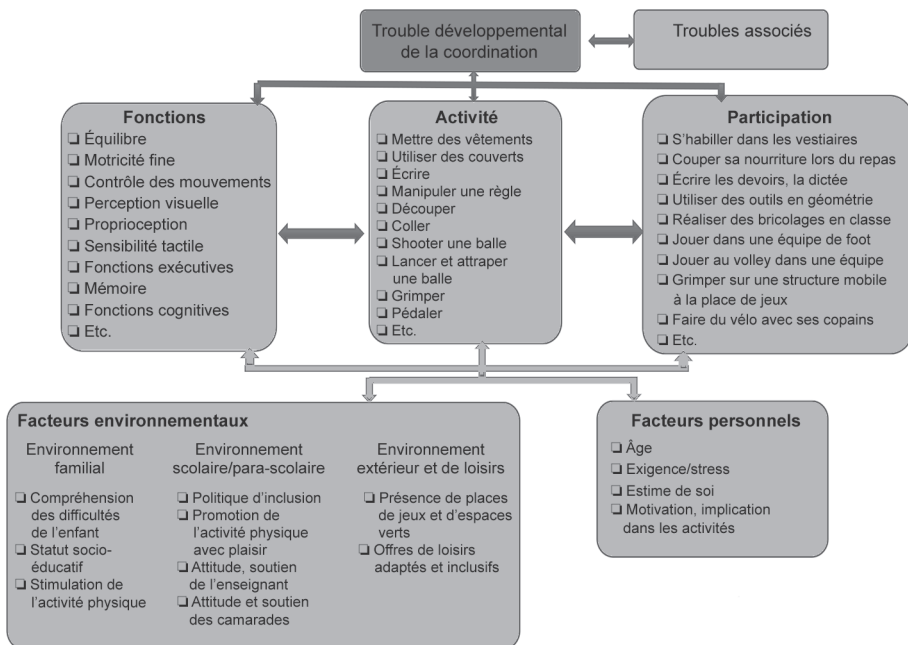 Trouble développemental
de la coordination
Troubles associés
Fonctions
❑ Équilibre
❑ Motricité fine
❑ Contrôle des mouvements
❑ Perception visuelle
❑ Proprioception
❑ Sensibilité tactile
❑ Fonctions exécutives
❑ Mémoire
❑ Fonctions cognitives
❑ Etc.
Activité
❑ Mettre des vêtements
❑ Utiliser des couverts
❑ Écrire
❑ Manipuler une règle
❑ Découper
❑ Coller
❑ Shooter une balle
❑ Lancer et attraper
une balle
❑ Grimper
❑ Pédaler
❑ Etc.
Participation
❑ S’habiller dans les vestiaires
❑ Couper sa nourriture lors du repas
❑ Écrire les devoirs, la dictée
❑ Utiliser des outils en géométrie
❑ Réaliser des bricolages en classe
❑ Jouer dans une équipe de foot
❑ Jouer au volley dans une équipe
❑ Grimper sur une structure mobile
à la place de jeux
❑ Faire du vélo avec ses copains
❑ Etc.
Facteurs environnementaux
Environnement
familial
❑ Compréhension
des difficultés
de l’enfant
❑ Statut socio-
éducatif
❑ Stimulation de
l’activité physique
Environnement
scolaire/para-scolaire
❑ Politique d’inclusion
❑ Promotion de
l’activité physique
avec plaisir
❑ Attitude, soutien
de l’enseignant
❑ Attitude et soutien
des camarades
Environnement
extérieur et de loisirs
❑ Présence de places
de jeux et d’espaces
verts
❑ Offres de loisirs
adaptés et inclusifs
Facteurs personnels
❑ Âge
❑ Exigence/stress
❑ Estime de soi
❑ Motivation, implication
dans les activités